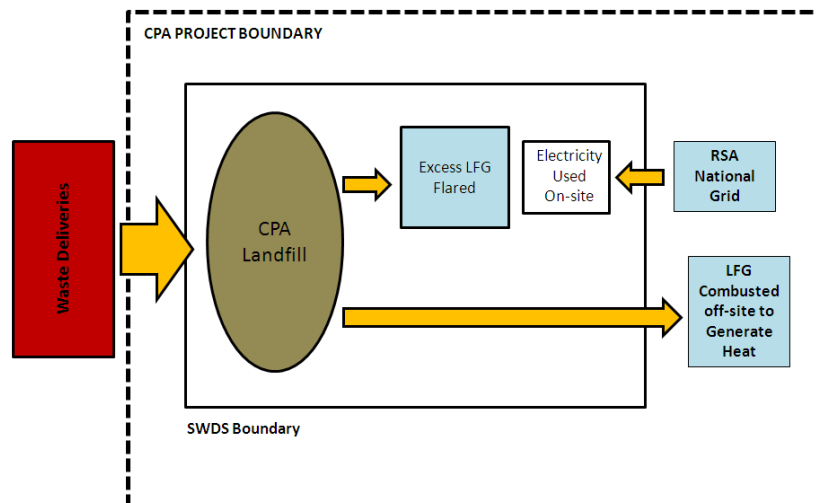 CPA PROJECT BOUNDARY
Waste Deliveries
CPA
Landfill
Excess LFG
Flared
Electricity
Used
On-site
RSA
National
Grid
LFG
Combusted
off-site to
Generate
Heat
SWDS Boundary